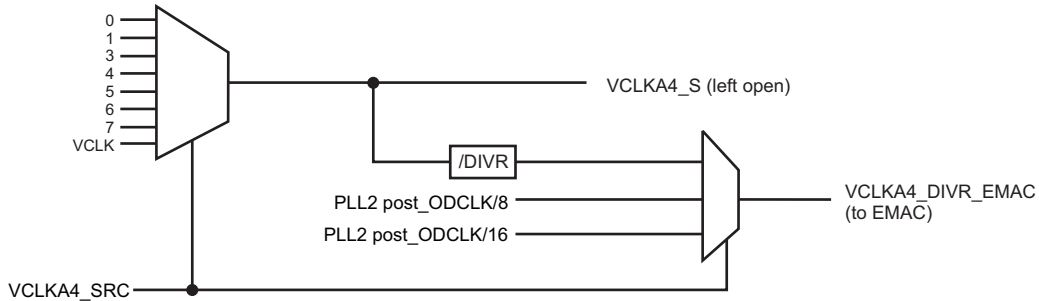 0
1
3
4
5
6
7
VCLK
VCLKA4_S (left open)
/DIVR
PLL2 post_ODCLK/8
PLL2 post_ODCLK/16
VCLKA4_DIVR_EMAC
(to EMAC)
VCLKA4_SRC